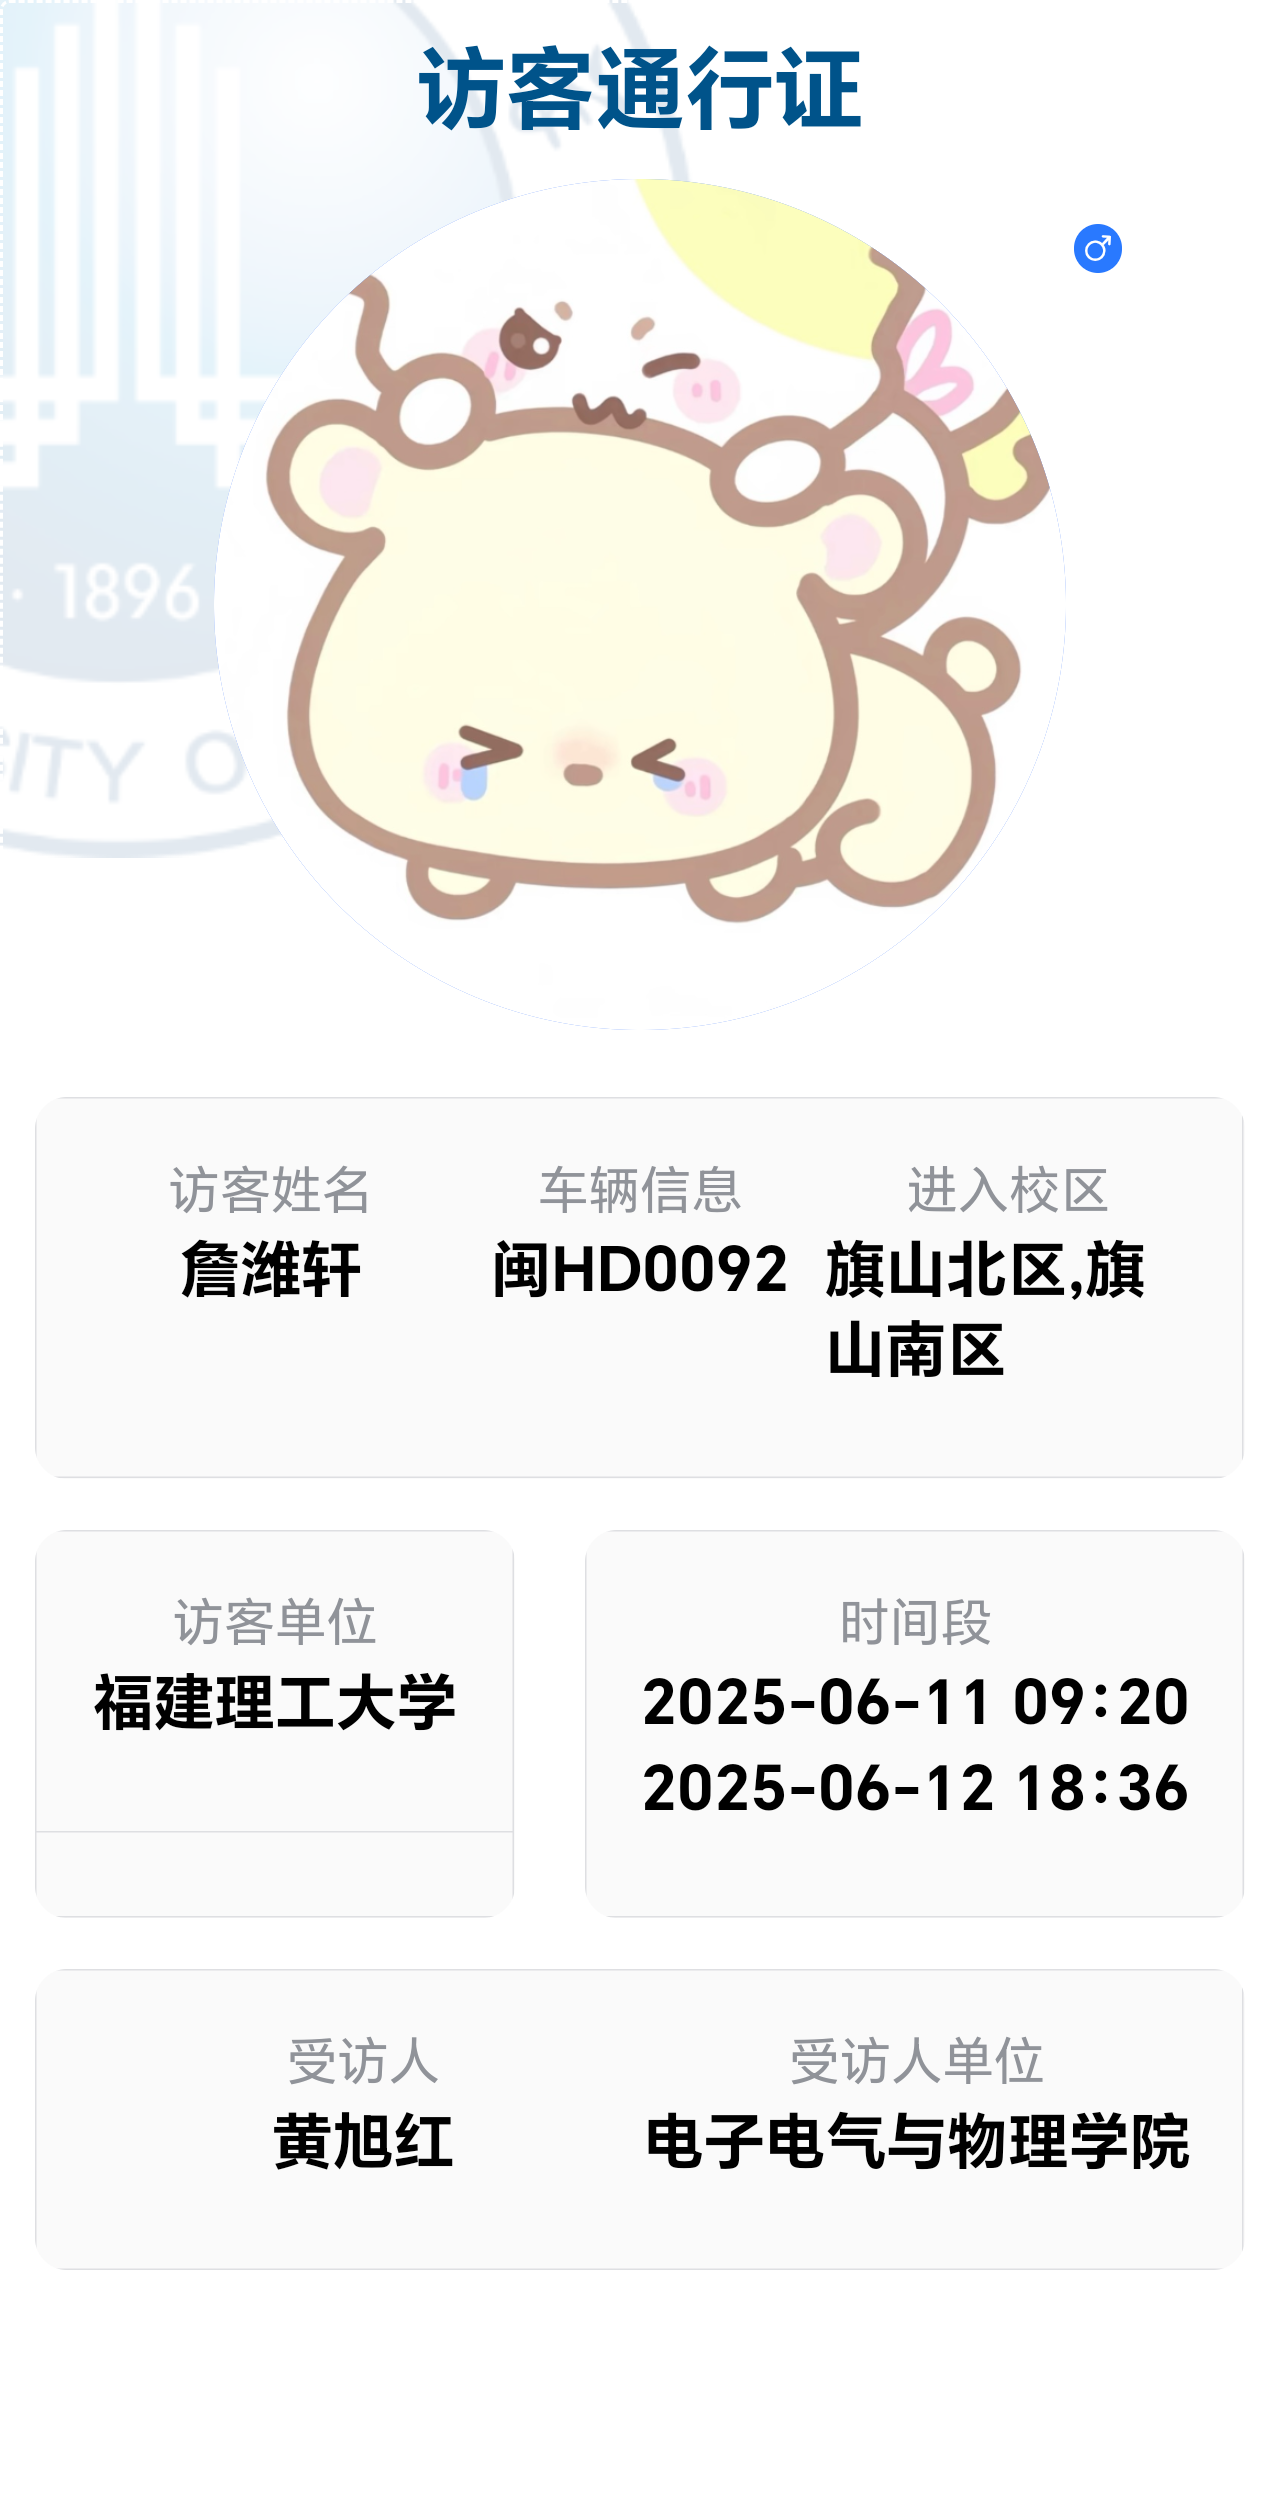 访客通行证
· 1896
ITY O
访客姓名
詹潍轩
车辆信息
闽HD0092
进入校区
旗山北区,旗
山南区
访客单位
福建理工大学
时间段
2025-06-11 09:20
2025-06-12 18:36
受访人
黄旭红
受访人单位
电子电气与物理学院